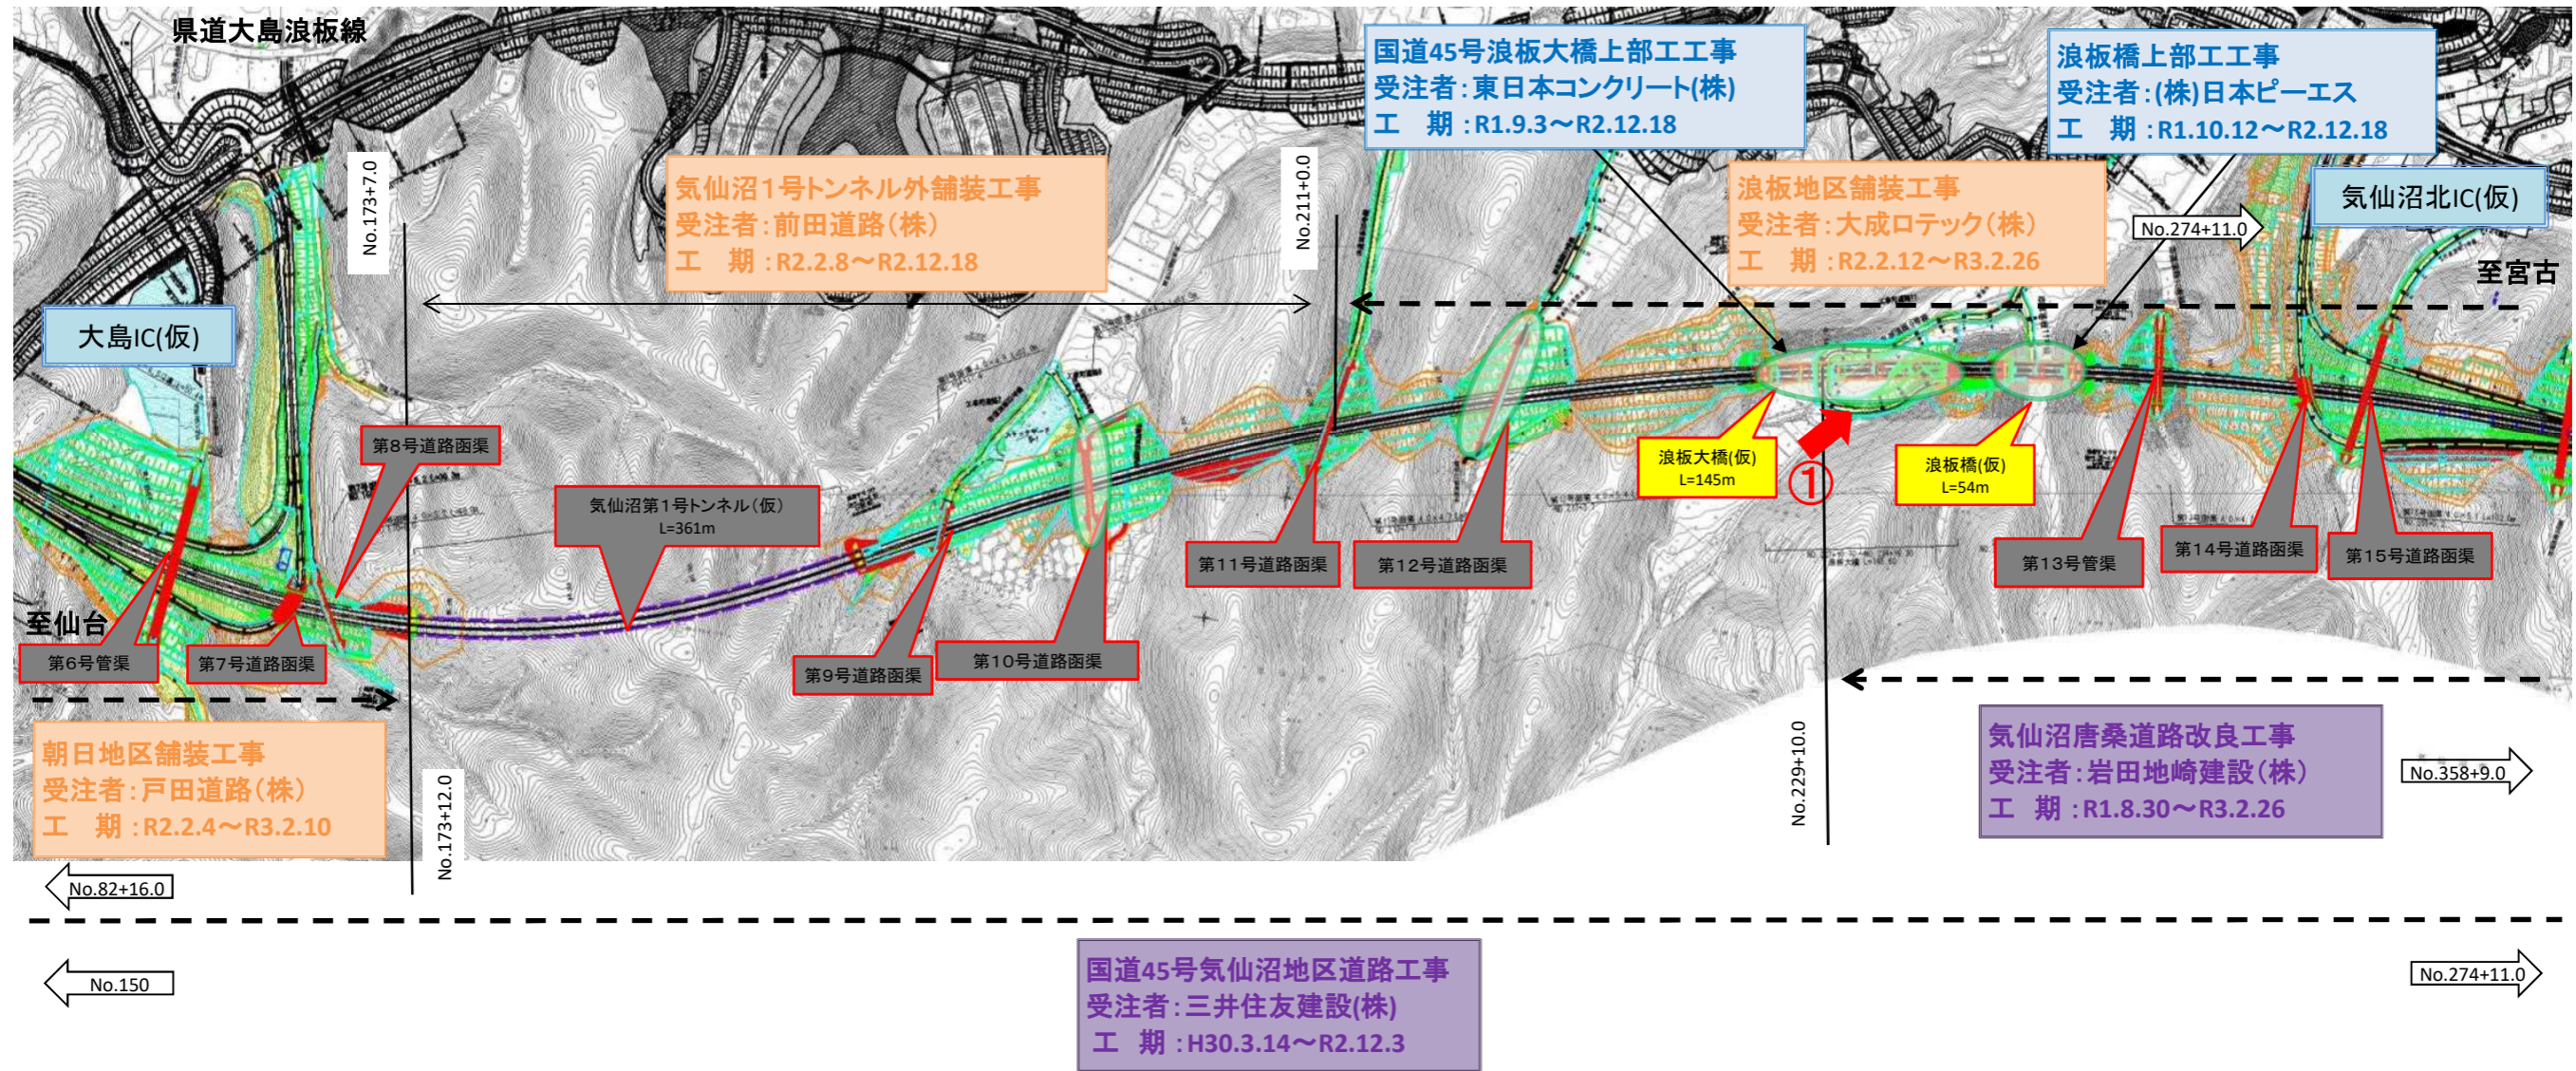 県道大島浪板線
国道45号浪板大橋上部工工事
受注者：東日本コンクリート(株)
工　期：R1.9.3～R2.12.18
浪板橋上部工工事
受注者：(株)日本ピーエス
工　期：R1.10.12～R2.12.18
No.173+7.0
気仙沼１号トンネル外舗装工事
受注者：前田道路（株）
工　期：R2.2.8～R2.12.18
No.211+0.0
浪板地区舗装工事
受注者：大成ロテック（株）
工　期：R2.2.12～R3.2.26
気仙沼北IC(仮)
No.274+11.0
至宮古
大島IC(仮)
第8号道路函渠
気仙沼第１号トンネル（仮）
L=361m
浪板大橋(仮)
L=145m
①
浪板橋(仮)
L=54m
第11号道路函渠
第12号道路函渠
第13号管渠
第14号道路函渠
第15号道路函渠
至仙台
第6号管渠
第7号道路函渠
第9号道路函渠
第10号道路函渠
朝日地区舗装工事
受注者：戸田道路（株）
工　期：R2.2.4～R3.2.10
No.173+12.0
No.229+10.0
気仙沼唐桑道路改良工事
受注者：岩田地崎建設（株）
工　期：R1.8.30～R3.2.26
No.358+9.0
No.82+16.0
No.150
国道45号気仙沼地区道路工事
受注者：三井住友建設(株)
工　期：H30.3.14～R2.12.3
No.274+11.0